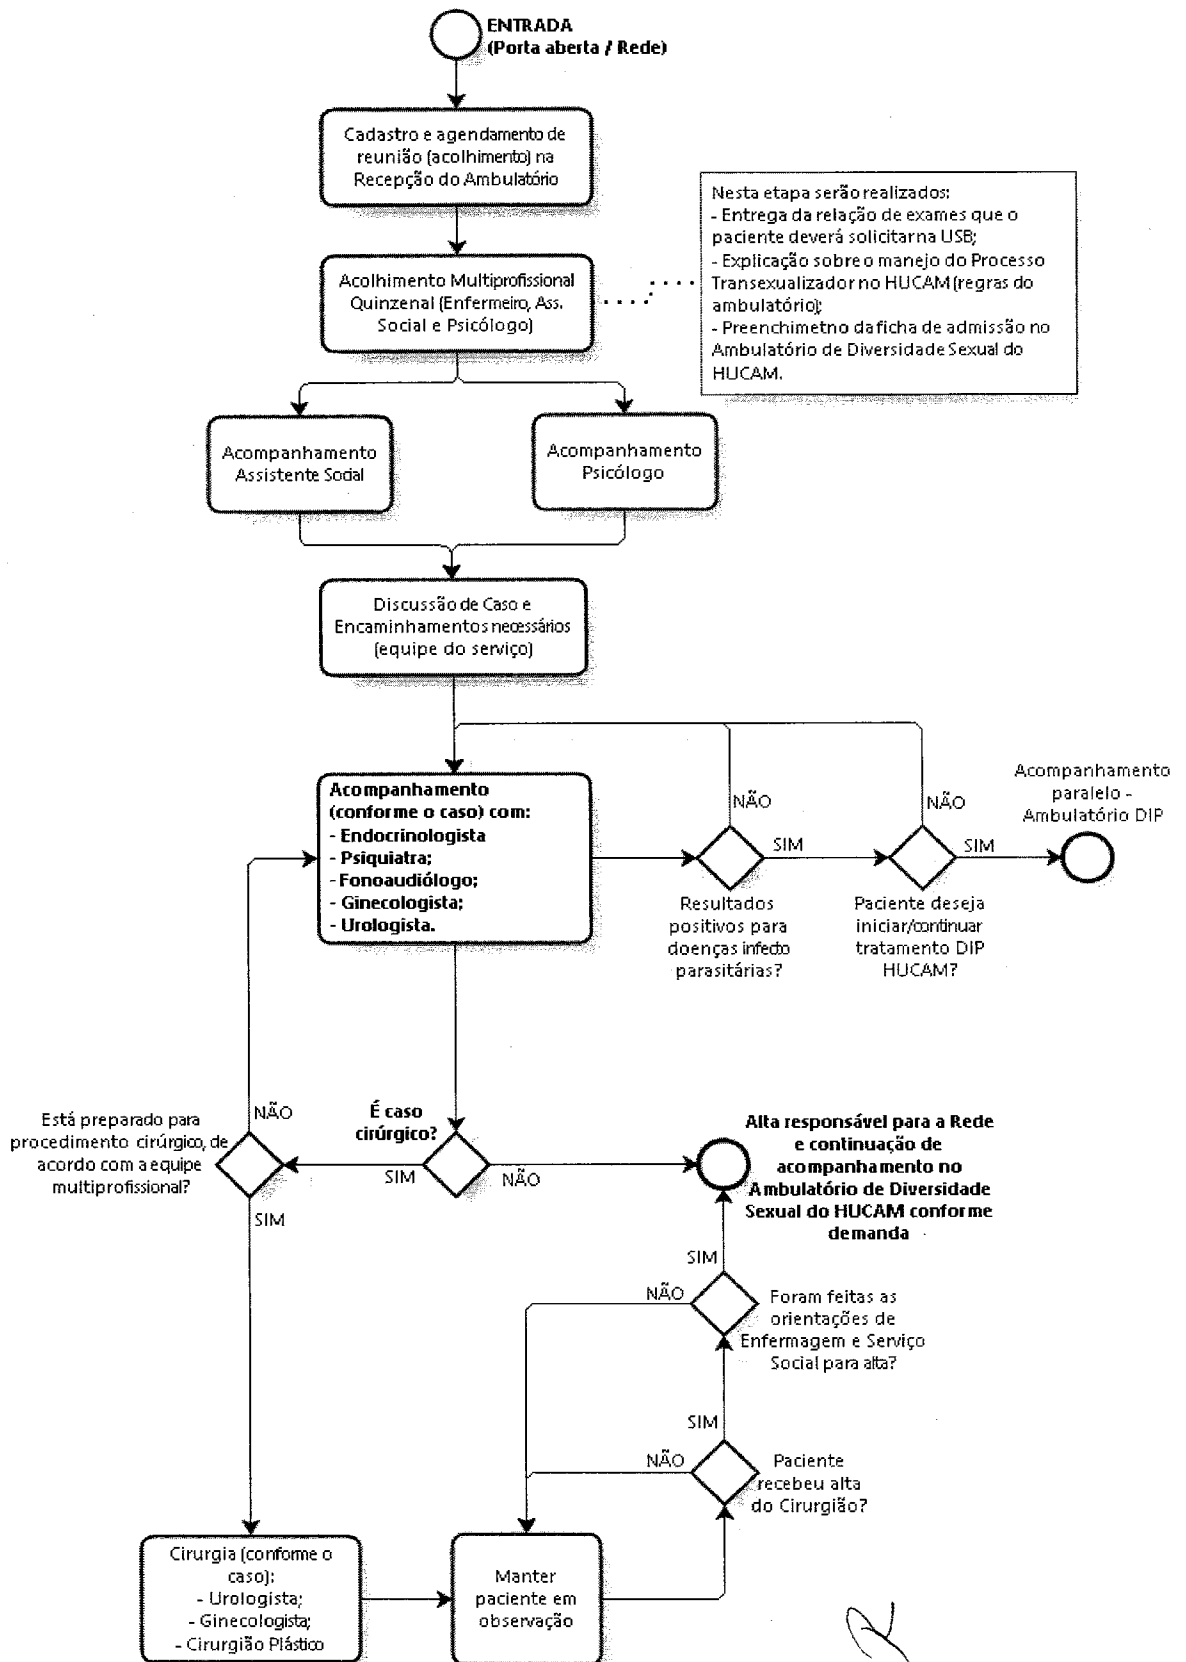 ENTRADA
(Porta aberta / Rede)
Cadastro e agendamento de
reunião (acolhimento) na
Recepção do Ambulatório
Nesta etapa serão realizados:
- Entrega da relação de exames que o
paciente deverá solicitar na USB;
- Explicação sobre o manejo do Processo
Transexualizador no HUCAM (regras do
ambulatório);
- Preenchimetno da ficha de admissão no
Ambulatório de Diversidade Sexual do
HUCAM.
Acolhimento Multiprofissional
Quinzenal (Enfermeiro, Ass.
Social e Psicólogo)
Acompanhamento
Assistente Social
Acompanhamento
Psicólogo
Discussão de Caso e
Encaminhamentos necessários
(equipe do serviço)
Acompanhamento
(conforme o caso) com:
- Endocrinologista
- Psiquiatra;
- Fonoaudiólogo;
- Ginecologista;
- Urologista.
NÃO
SIM
Resultados
positivos para
doenças infecto
parasitárias?
NÃO
SIM
Paciente deseja
iniciar/continuar
tratamento DIP
HUCAM?
Acompanhamento
paralelo -
Ambulatório DIP
Está preparado para
procedimento cirúrgico, de
acordo com a equipe
multiprofissional?
NÃO
SIM
É caso
cirúrgico?
SIM
NÃO
Alta responsável para a Rede
e continuação de
acompanhamento no
Ambulatório de Diversidade
Sexual do HUCAM conforme
demanda
SIM
NÃO
Foram feitas as
orientações de
Enfermagem e Serviço
Social para alta?
SIM
NÃO
Paciente
recebeu alta
do Cirurgião?
Cirurgia (conforme o
caso):
- Urologista;
- Ginecologista;
- Cirurgião Plástico
Manter
paciente em
observação